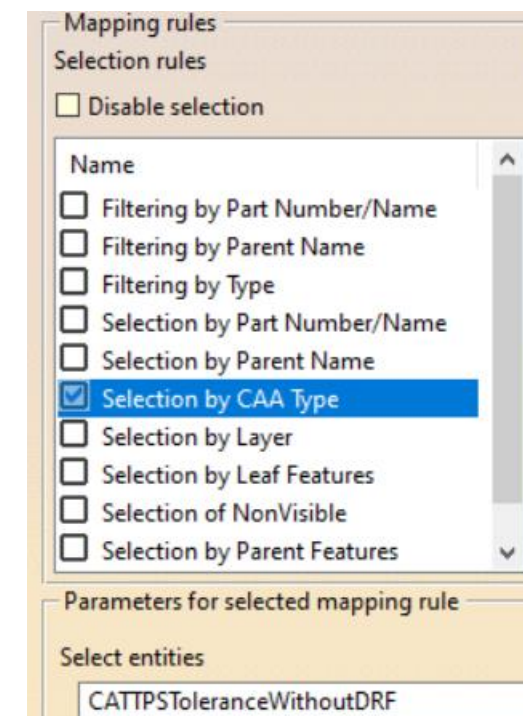 Mapping rules
Selection rules
Disable selection
Name
Filtering by Part Number/Name
Filtering by Parent Name
Filtering by Type
Selection by Part Number/Name
Selection by Parent Name
Selection by CAA Type
Selection by Layer
Selection by Leaf Features
Selection of NonVisible
Selection by Parent Features
Parameters for selected mapping rule
Select entities
CATTPSToleranceWithoutDRF